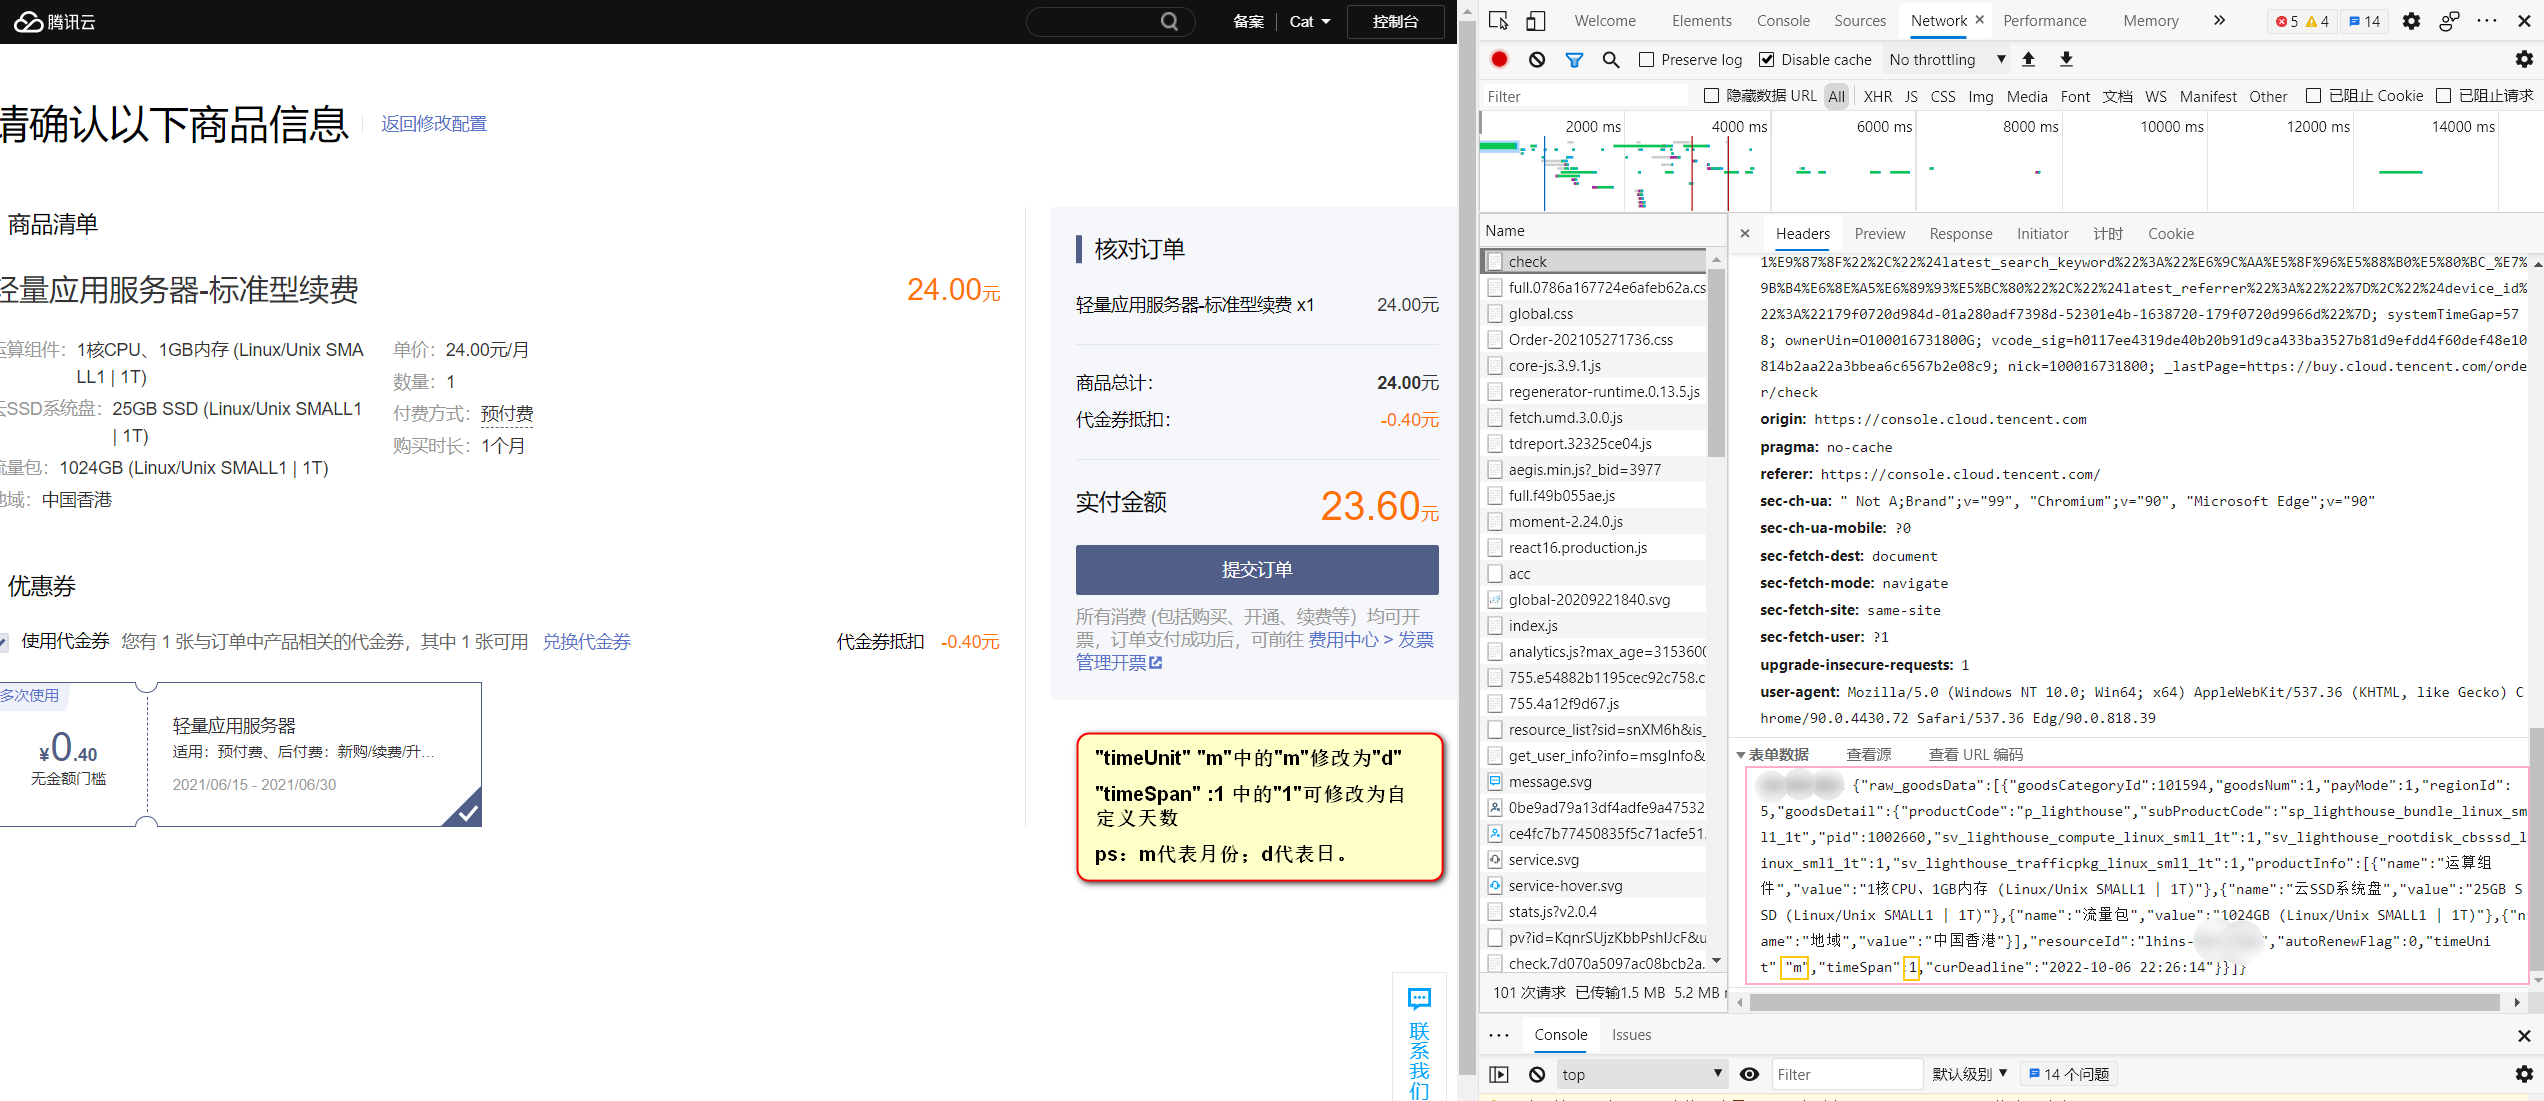 腾讯云
备案
Cat
控制台
请确认以下商品信息
返回修改配置
商品清单
轻量应用服务器-标准型续费
24.00元
运算组件： 1核CPU、1GB内存 (Linux/Unix SMA
LL1 | 1T)
云SSD系统盘： 25GB SSD (Linux/Unix SMALL1
| 1T)
流量包： 1024GB (Linux/Unix SMALL1 | 1T)
地域： 中国香港
单价： 24.00元/月
数量： 1
付费方式： 预付费
购买时长： 1个月
优惠券
使用代金券 您有 1 张与订单中产品相关的代金券，其中 1 张可用 兑换代金券
代金券抵扣 -0.40元
多次使用
¥0.40
无金额门槛
轻量应用服务器
适用：预付费、后付费：新购/续费/升…
2021/06/15 - 2021/06/30
核对订单
轻量应用服务器-标准型续费 x1 24.00元
商品总计： 24.00元
代金券抵扣： -0.40元
实付金额 23.60元
提交订单
所有消费 (包括购买、开通、续费等）均可开
票，订单支付成功后，可前往 费用中心 > 发票
管理开票
"timeUnit" "m"中的"m"修改为"d"
"timeSpan" :1 中的"1"可修改为自
定义天数
ps：m代表月份；d代表日。
联系我们
Welcome Elements Console Sources Network Performance Memory 5 4 14
Preserve log Disable cache No throttling
Filter 隐藏数据 URL All XHR JS CSS Img Media Font 文档 WS Manifest Other 已阻止 Cookie 已阻止请求
2000 ms 4000 ms 6000 ms 8000 ms 10000 ms 12000 ms 14000 ms
Name
check
full.0786a167724e6afeb62a.cs
global.css
Order-202105271736.css
core-js.3.9.1.js
regenerator-runtime.0.13.5.js
fetch.umd.3.0.0.js
tdreport.32325ce04.js
aegis.min.js?_bid=3977
full.f49b055ae.js
moment-2.24.0.js
react16.production.js
acc
global-20209221840.svg
index.js
analytics.js?max_age=3153600
755.e54882b1195cec92c758.c
755.4a12f9d67.js
resource_list?sid=snXM6h&is_
get_user_info?info=msgInfo&
message.svg
0be9ad79a13df4adfe9a47532
ce4fc7b77450835f5c71acfe51.
service.svg
service-hover.svg
stats.js?v2.0.4
pv?id=KqnrSUjzKbbPshIJcF&u
check.7d070a5097ac08bcb2a.
101 次请求 已传输1.5 MB 5.2 MB
Headers Preview Response Initiator 计时 Cookie
1%E9%87%8F%22%2C%22%24latest_search_keyword%22%3A%22%E6%9C%AA%E5%8F%96%E5%88%B0%E5%80%BC_%E7%
9B%B4%E6%8E%A5%E6%89%93%E5%BC%80%22%2C%22%24latest_referrer%22%3A%22%22%7D%2C%22%24device_id%
22%3A%22179f0720d984d-01a280adf7398d-52301e4b-1638720-179f0720d9966d%22%7D; systemTimeGap=57
8; ownerUin=O100016731800G; vcode_sig=h0117ee4319de40b20b91d9ca433ba3527b81d9efdd4f60def48e10
814b2aa22a3bbea6c6567b2e08c9; nick=100016731800; _lastPage=https://buy.cloud.tencent.com/orde
r/check
origin: https://console.cloud.tencent.com
pragma: no-cache
referer: https://console.cloud.tencent.com/
sec-ch-ua: " Not A;Brand";v="99", "Chromium";v="90", "Microsoft Edge";v="90"
sec-ch-ua-mobile: ?0
sec-fetch-dest: document
sec-fetch-mode: navigate
sec-fetch-site: same-site
sec-fetch-user: ?1
upgrade-insecure-requests: 1
user-agent: Mozilla/5.0 (Windows NT 10.0; Win64; x64) AppleWebKit/537.36 (KHTML, like Gecko) C
hrome/90.0.4430.72 Safari/537.36 Edg/90.0.818.39
表单数据 查看源 查看 URL 编码
{"raw_goodsData":[{"goodsCategoryId":101594,"goodsNum":1,"payMode":1,"regionId":
5,"goodsDetail":{"productCode":"p_lighthouse","subProductCode":"sp_lighthouse_bundle_linux_sm
l1_1t","pid":1002660,"sv_lighthouse_compute_linux_sml1_1t":1,"sv_lighthouse_rootdisk_cbsssd_l
inux_sml1_1t":1,"sv_lighthouse_trafficpkg_linux_sml1_1t":1,"productInfo":[{"name":"运算组
件","value":"1核CPU、1GB内存 (Linux/Unix SMALL1 | 1T)"},{"name":"云SSD系统盘","value":"25GB S
SD (Linux/Unix SMALL1 | 1T)"},{"name":"流量包","value":"1024GB (Linux/Unix SMALL1 | 1T)"},{"n
ame":"地域","value":"中国香港"}],"resourceId":"lhins- ","autoRenewFlag":0,"timeUni
t" "m","timeSpan" 1,"curDeadline":"2022-10-06 22:26:14"}}]}
Console Issues
top Filter 默认级别 14 个问题